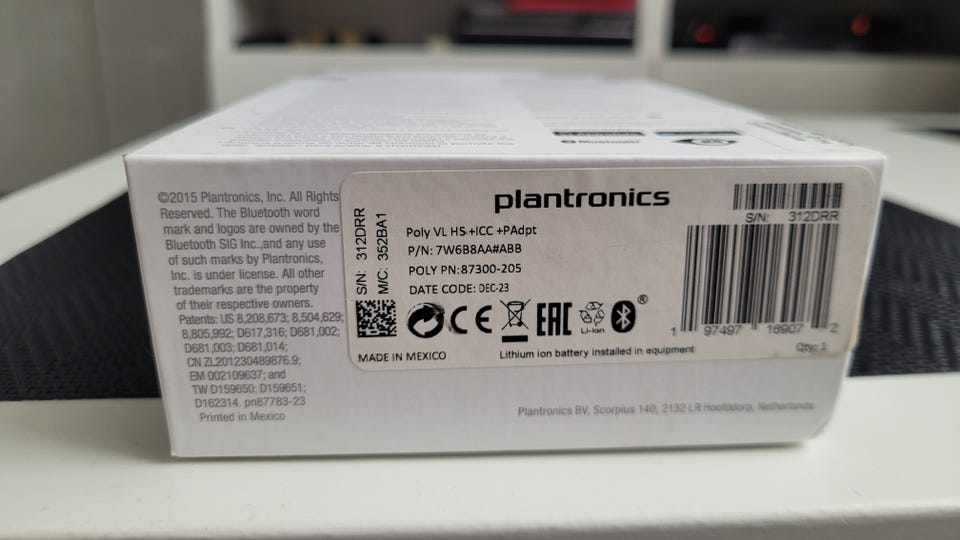 ©2015 Plantronics, Inc. All Rights
Reserved. The Bluetooth word
mark and logos are owned by the
Bluetooth SIG Inc.,and any use
of such marks by Plantronics,
Inc. is under license. All other
trademarks are the property
of their respective owners.
Patents: US 8,208,673; 8,504,629;
8,805,992; D617,316; D681,002;
D681,003; D681,014;
CN ZL201230489876.9;
EM 002109637; and
TW D159650; D159651;
D162314. pn87783-23
Printed in Mexico
S/N: 312DRR
M/C: 352BA1
plantronics
Poly VL HS +ICC +PAdpt
P/N: 7W6B8AA#ABB
POLY PN:87300-205
DATE CODE: DEC-23
CE EAC Li-ion ®
MADE IN MEXICO
Lithium ion battery installed in equipment
S/N: 312DRR
1 97497 16907 2
Qty: 1
Plantronics BV, Scorpius 140, 2132 LR Hoofddorp, Netherlands.